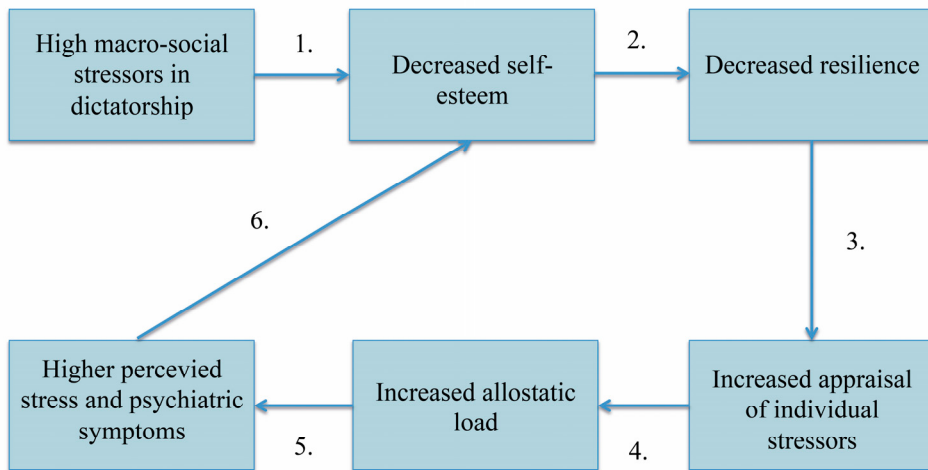 High macro-social
stressors in
dictatorship
1.
Decreased self-
esteem
2.
Decreased resilience
3.
6.
Higher percevied
stress and psychiatric
symptoms
5.
Increased allostatic
load
4.
Increased appraisal
of individual
stressors